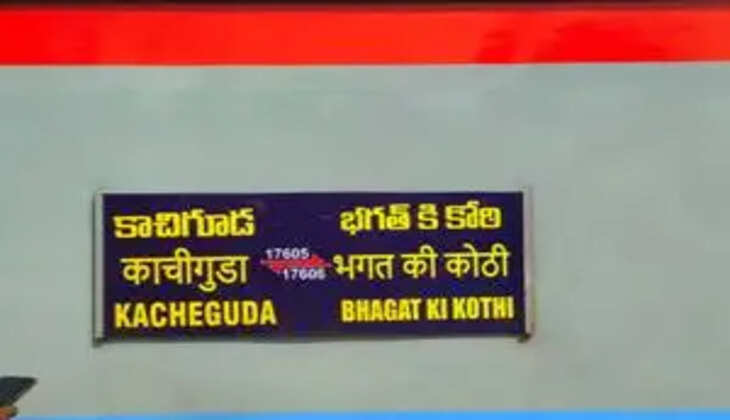 కాచిగూడ భగత్ కి కోఠి
काचीगुडा 17605 भगत की कोठी
17606
KACHEGUDA BHAGAT KI KOTHI